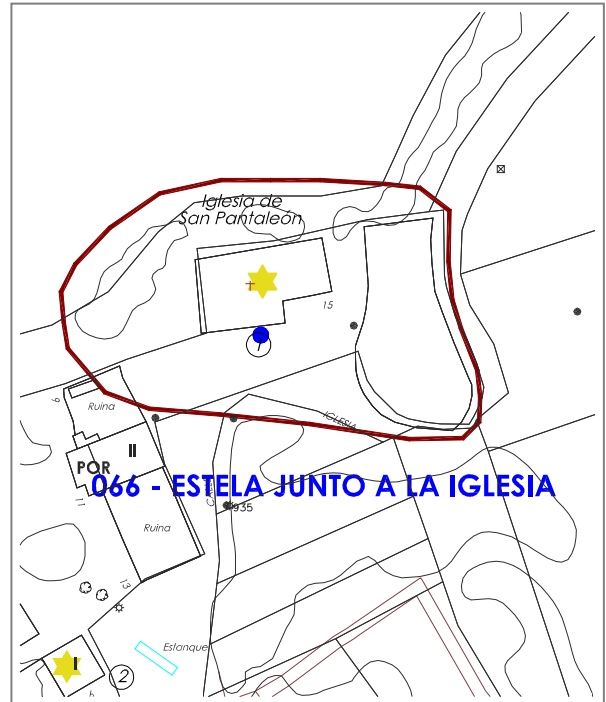 Iglesia de
San Pantaleón
15
1
IGLESIA
9
Ruina
II
POR
066 - ESTELA JUNTO A LA IGLESIA
11
935
Ruina
13
Estanque
I
2